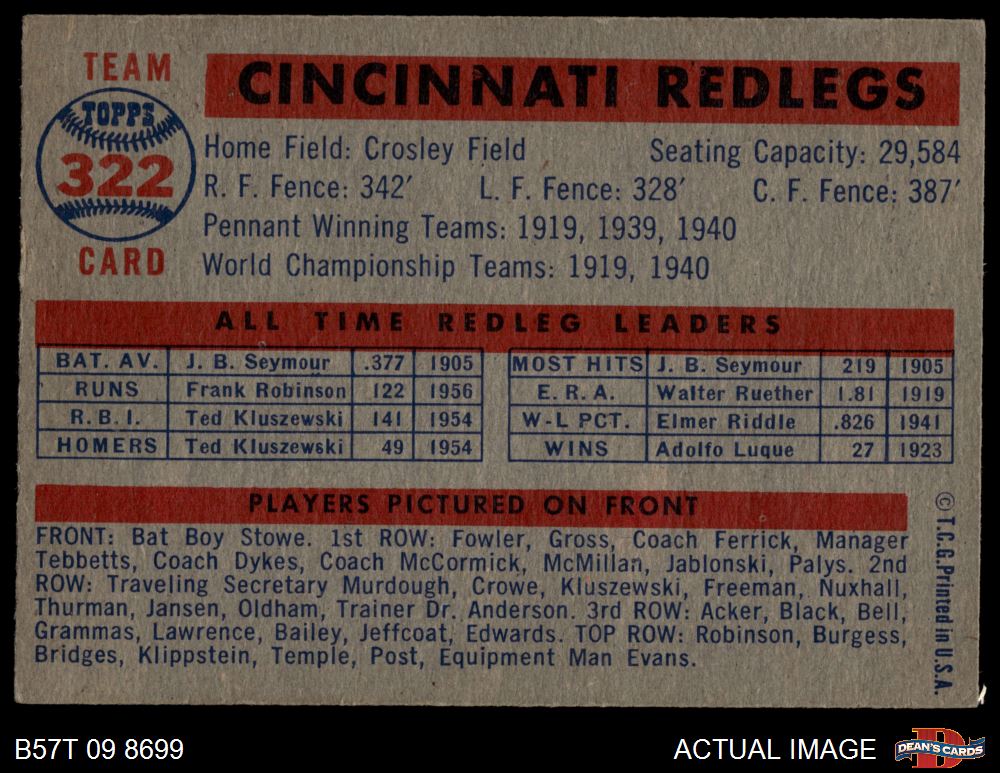 TEAM
TOPPS
322
CARD
CINCINNATI REDLEGS
Home Field: Crosley Field Seating Capacity: 29,584
R. F. Fence: 342′ L. F. Fence: 328′ C. F. Fence: 387′
Pennant Winning Teams: 1919, 1939, 1940
World Championship Teams: 1919, 1940
ALL TIME REDLEG LEADERS
BAT. AV. J. B. Seymour .377 1905 MOST HITS J. B. Seymour 219 1905
RUNS Frank Robinson 122 1956 E. R. A. Walter Ruether 1.81 1919
R. B. I. Ted Kluszewski 141 1954 W-L PCT. Elmer Riddle .826 1941
HOMERS Ted Kluszewski 49 1954 WINS Adolfo Luque 27 1923
PLAYERS PICTURED ON FRONT
FRONT: Bat Boy Stowe. 1st ROW: Fowler, Gross, Coach Ferrick, Manager
Tebbetts, Coach Dykes, Coach McCormick, McMillan, Jablonski, Palys. 2nd
ROW: Traveling Secretary Murdough, Crowe, Kluszewski, Freeman, Nuxhall,
Thurman, Jansen, Oldham, Trainer Dr. Anderson. 3rd ROW: Acker, Black, Bell,
Grammas, Lawrence, Bailey, Jeffcoat, Edwards. TOP ROW: Robinson, Burgess,
Bridges, Klippstein, Temple, Post, Equipment Man Evans.
© T.C.G. Printed in U.S.A.
B57T 09 8699 ACTUAL IMAGE
DEAN'S CARDS